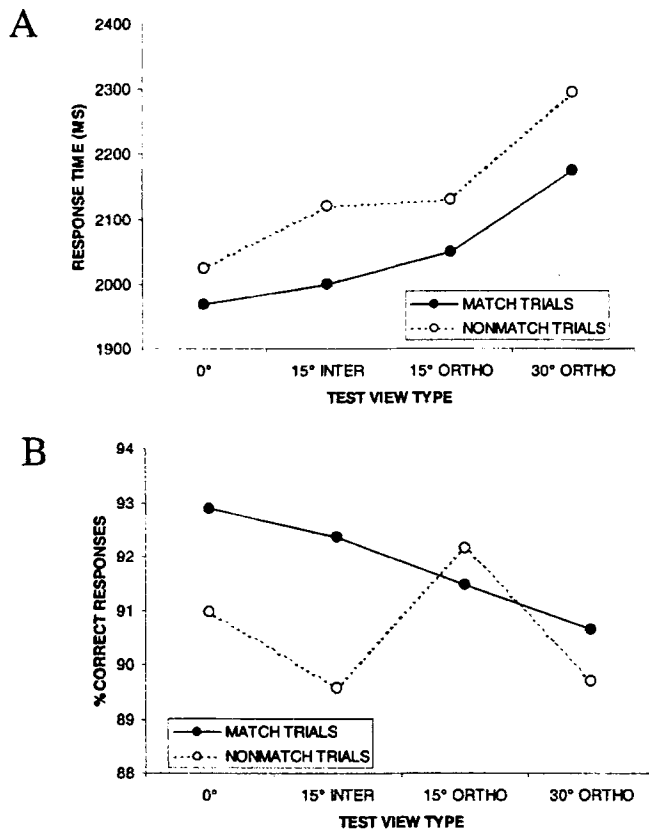 A
2400
2300
2200
2100
2000
1900
RESPONSE TIME (MS)
MATCH TRIALS
NONMATCH TRIALS
0° 15° INTER 15° ORTHO 30° ORTHO
TEST VIEW TYPE
B
94
93
92
91
90
89
88
%CORRECT RESPONSES
MATCH TRIALS
NONMATCH TRIALS
0° 15° INTER 15° ORTHO 30° ORTHO
TEST VIEW TYPE